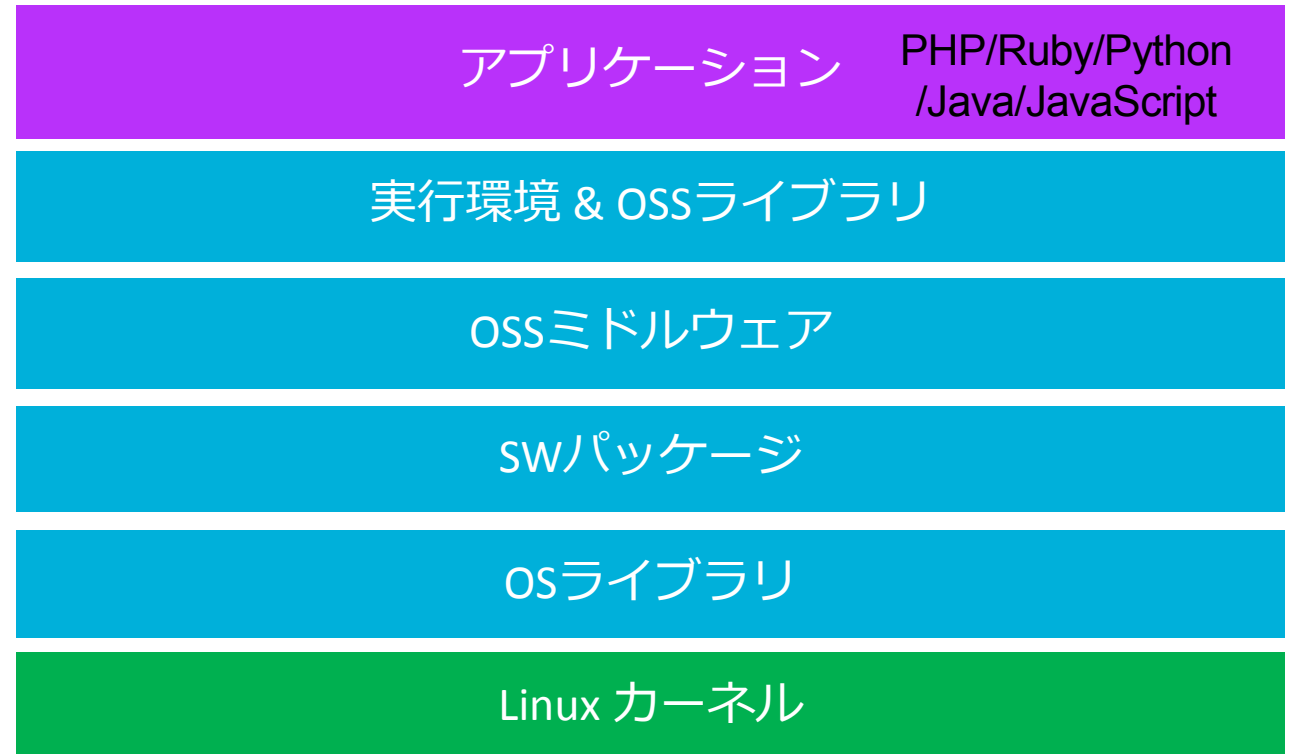 アプリケーション
PHP/Ruby/Python
/Java/JavaScript
実行環境 & OSSライブラリ
OSSミドルウェア
SWパッケージ
OSライブラリ
Linux カーネル